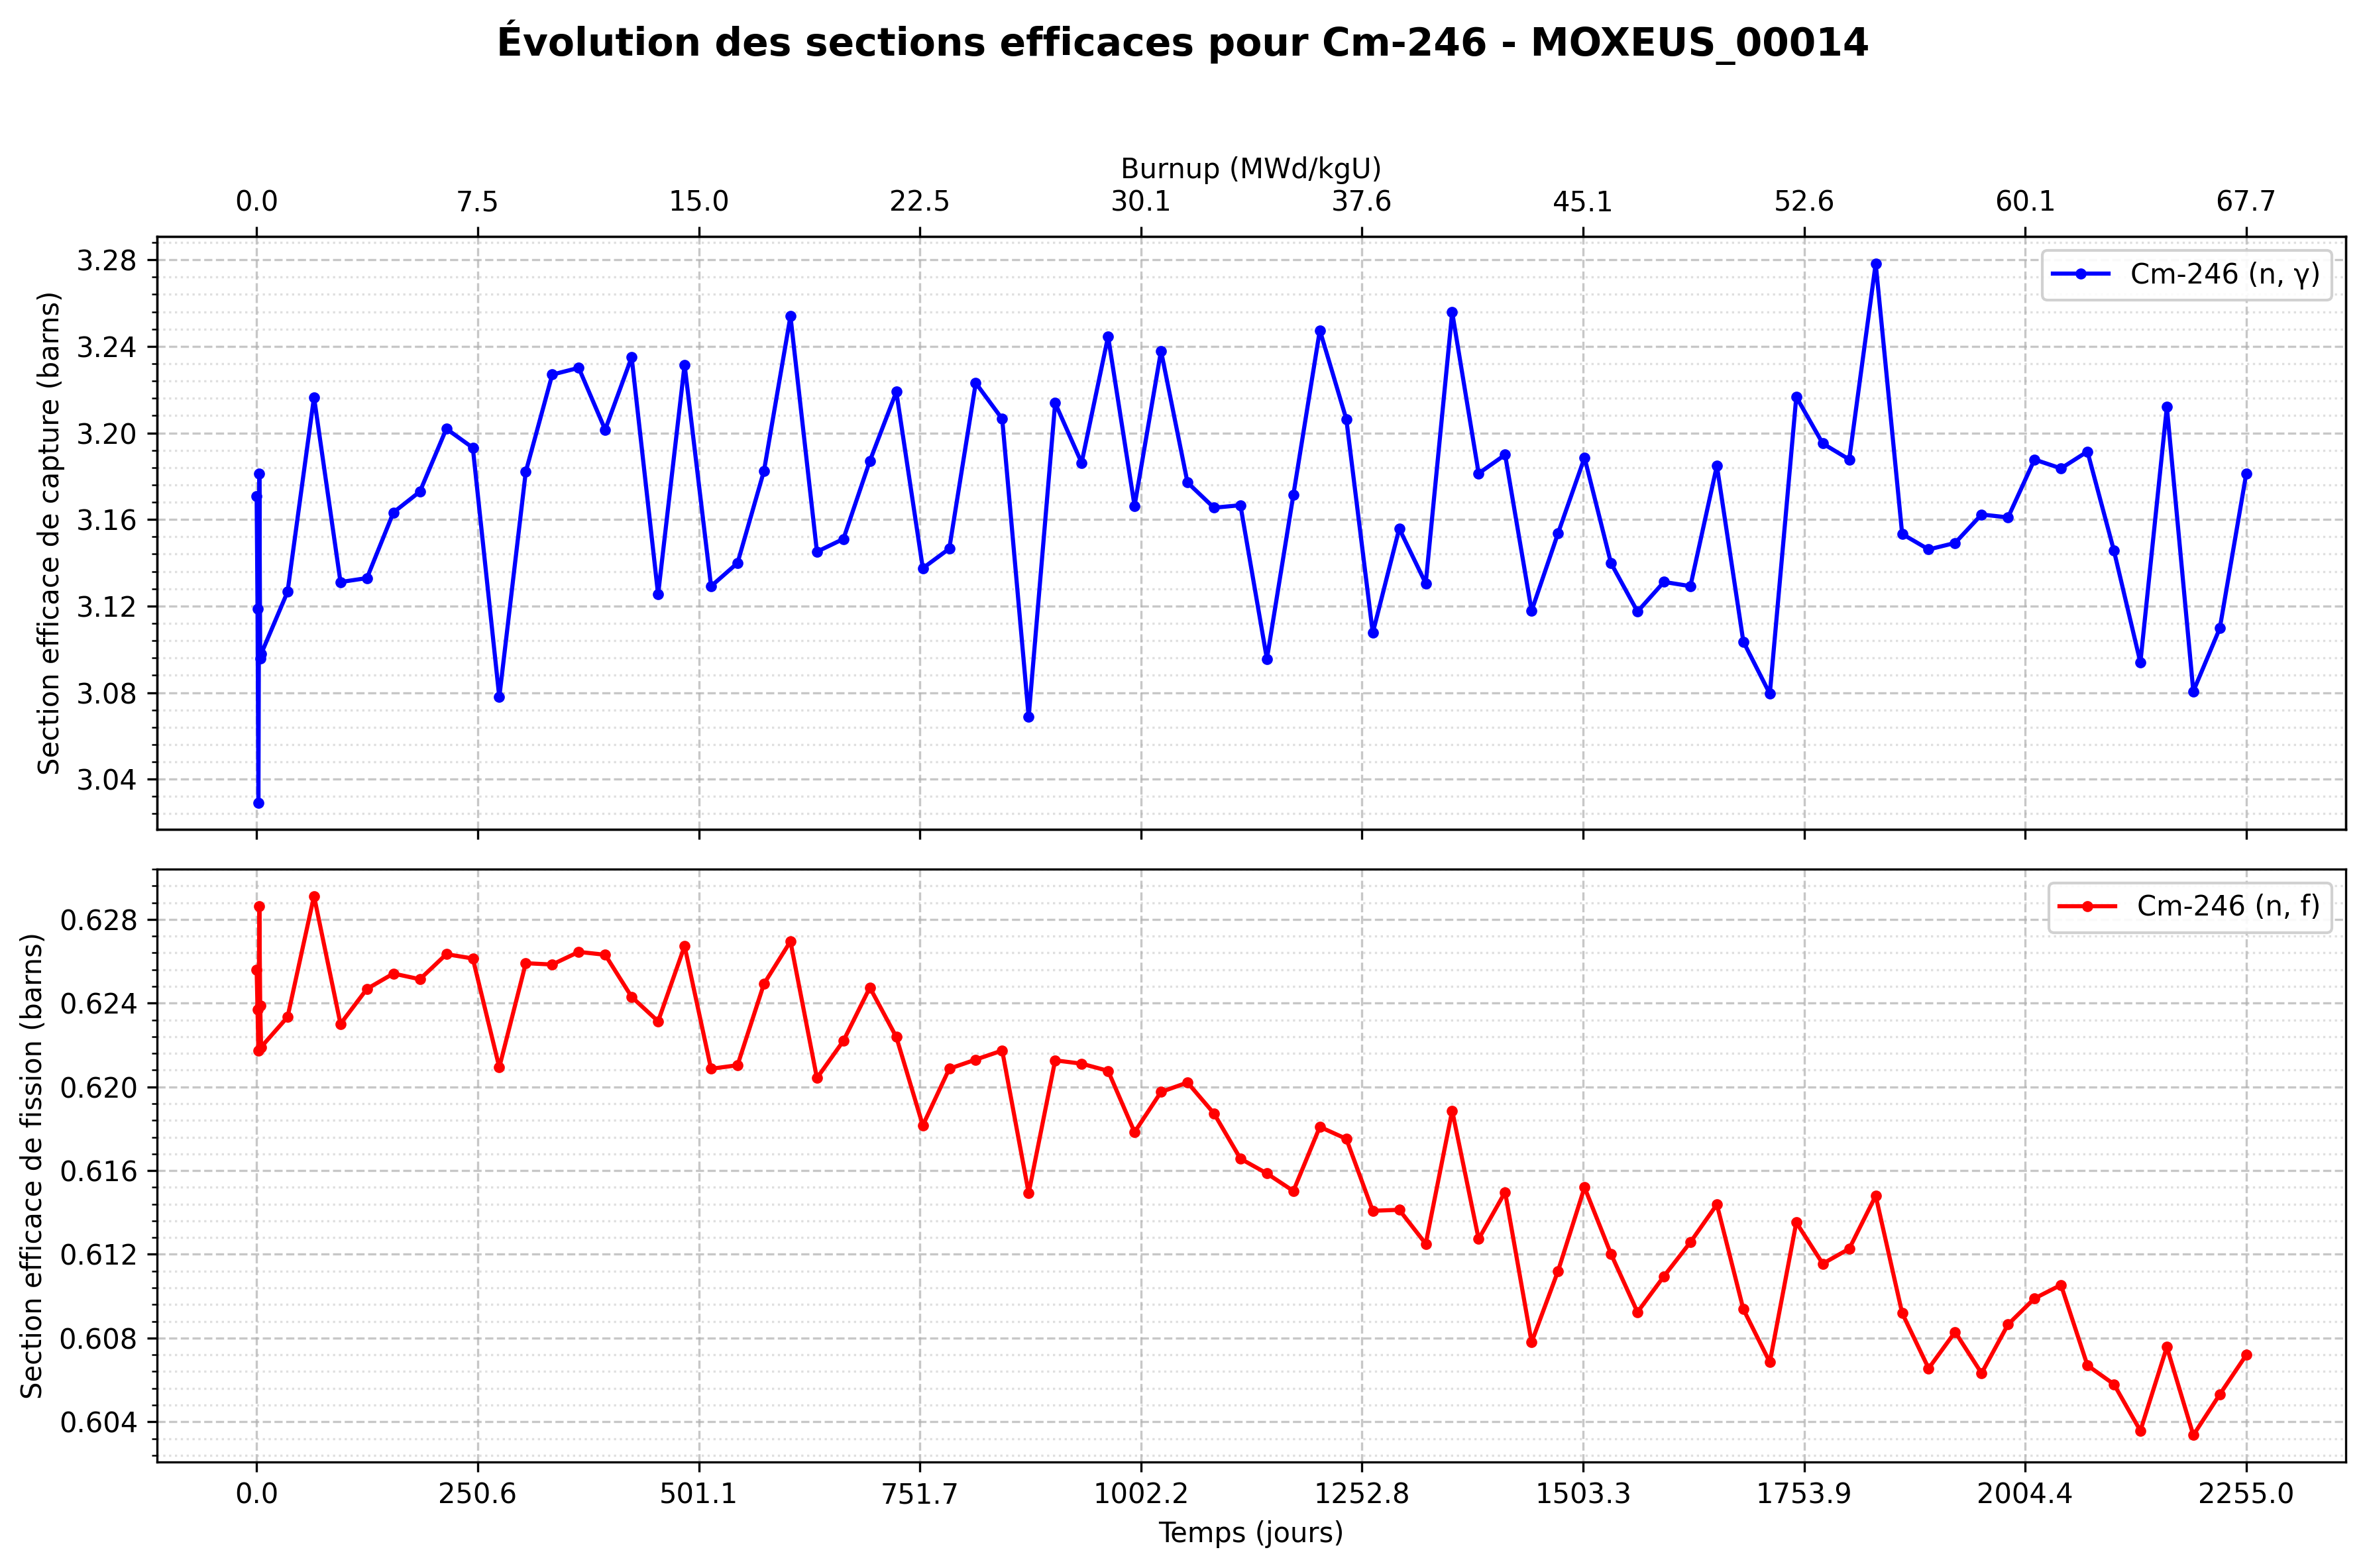 Évolution des sections efficaces pour Cm-246 - MOXEUS_00014
Burnup (MWd/kgU)
0.0 7.5 15.0 22.5 30.1 37.6 45.1 52.6 60.1 67.7
Section efficace de capture (barns)
3.28
3.24
3.20
3.16
3.12
3.08
3.04
Cm-246 (n, γ)
Section efficace de fission (barns)
0.628
0.624
0.620
0.616
0.612
0.608
0.604
Cm-246 (n, f)
0.0 250.6 501.1 751.7 1002.2 1252.8 1503.3 1753.9 2004.4 2255.0
Temps (jours)